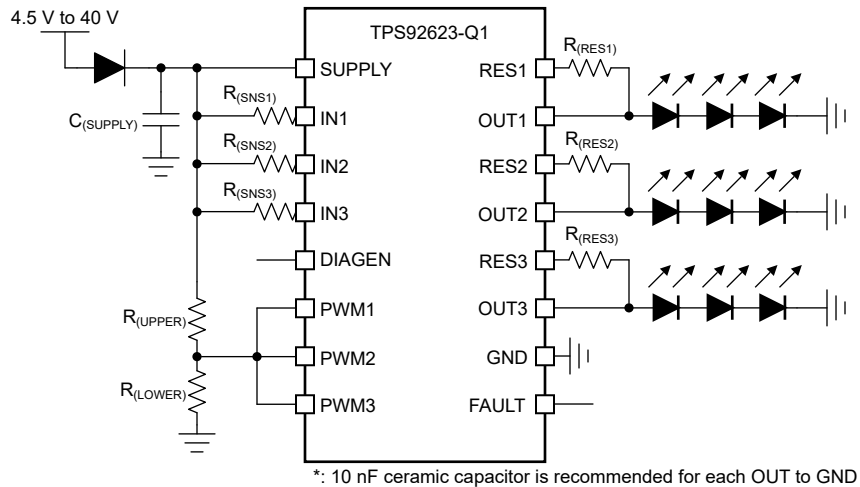 4.5 V to 40 V
TPS92623-Q1
SUPPLY
RES1
R(RES1)
C(SUPPLY)
R(SNS1)
IN1
OUT1
R(SNS2)
IN2
RES2
R(RES2)
R(SNS3)
IN3
OUT2
DIAGEN
RES3
R(RES3)
R(UPPER)
PWM1
OUT3
PWM2
GND
R(LOWER)
PWM3
FAULT
*: 10 nF ceramic capacitor is recommended for each OUT to GND